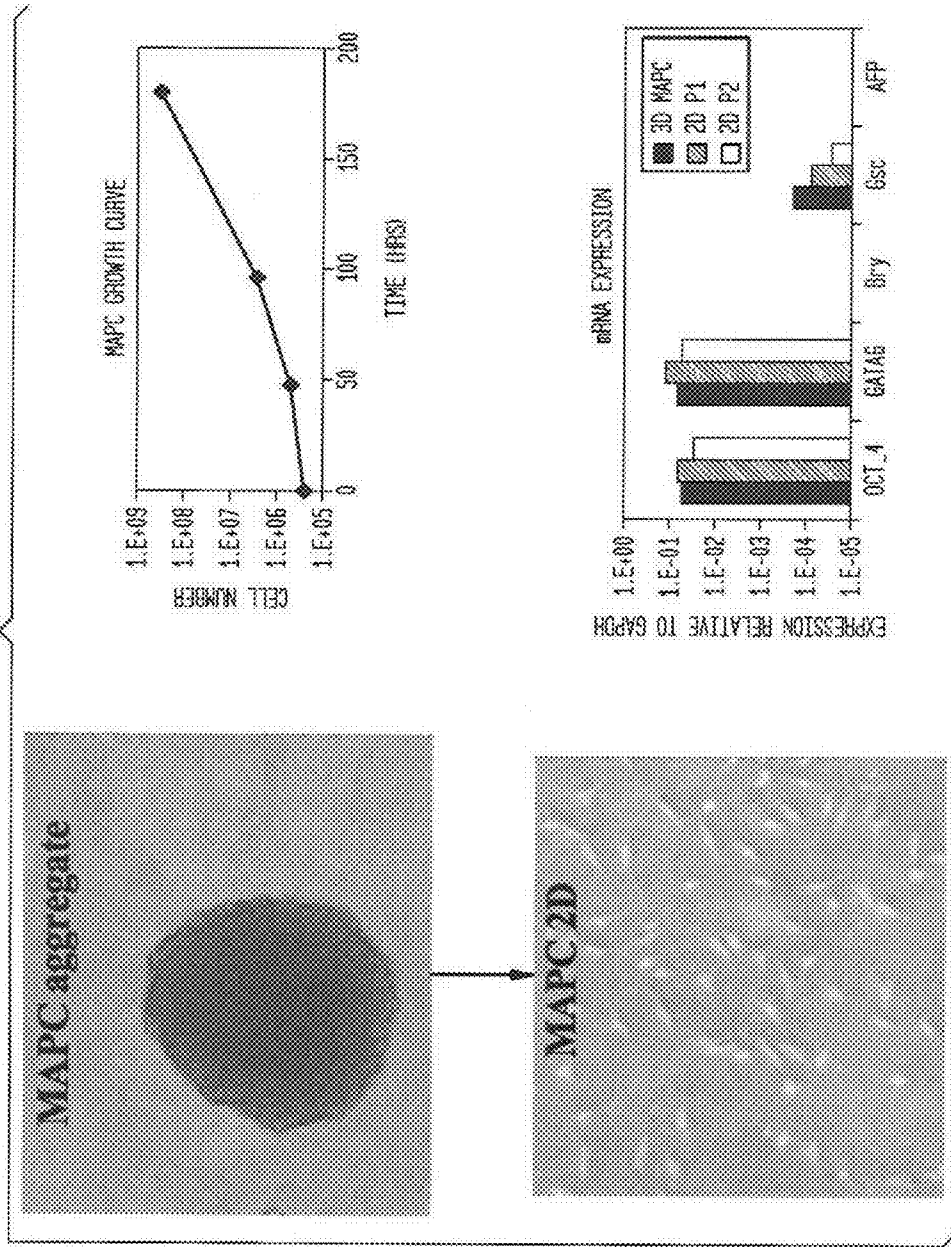 MAPC aggregate
MAPC 2D
MAPC GROWTH CURVE
CELL NUMBER
1.E+09
1.E+08
1.E+07
1.E+06
1.E+05
0
50
100
150
200
TIME (HRS)
mRNA EXPRESSION
EXPRESSION RELATIVE TO GAPDH
1.E+00
1.E-01
1.E-02
1.E-03
1.E-04
1.E-05
OCT_4
GATA6
Bry
Gsc
AFP
3D MAPC
2D P1
2D P2